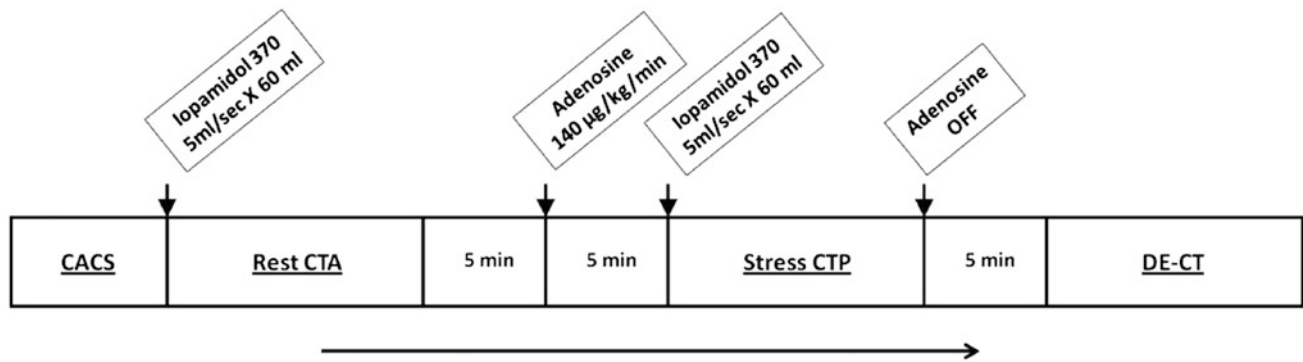 Iopamidol 370
5ml/sec X 60 ml
Adenosine
140 µg/kg/min
Iopamidol 370
5ml/sec X 60 ml
Adenosine
OFF
CACS
Rest CTA
5 min
5 min
Stress CTP
5 min
DE-CT